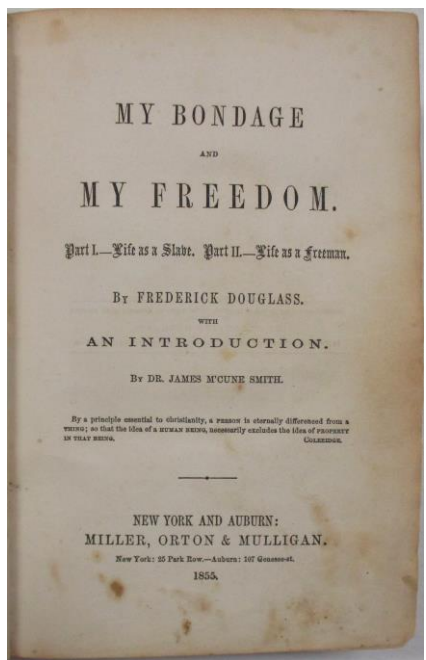 MY BONDAGE
AND
MY FREEDOM.
Part I.—Life as a Slave. Part II.—Life as a Freeman.
BY FREDERICK DOUGLASS.
WITH
AN INTRODUCTION.
BY DR. JAMES M'CUNE SMITH.
By a principle essential to christianity, a PERSON is eternally differenced from a
THING; so that the idea of a HUMAN BEING, necessarily excludes the idea of PROPERTY
IN THAT BEING. COLERIDGE.
NEW YORK AND AUBURN:
MILLER, ORTON & MULLIGAN.
New York: 25 Park Row.—Auburn: 107 Genesee-st.
1855.